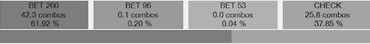 BET 260 BET 96 BET 53 CHECK
42.3 combos 0.1 combos 0.0 combos 25.8 combos
61.92 % 0.20 % 0.04 % 37.85 %